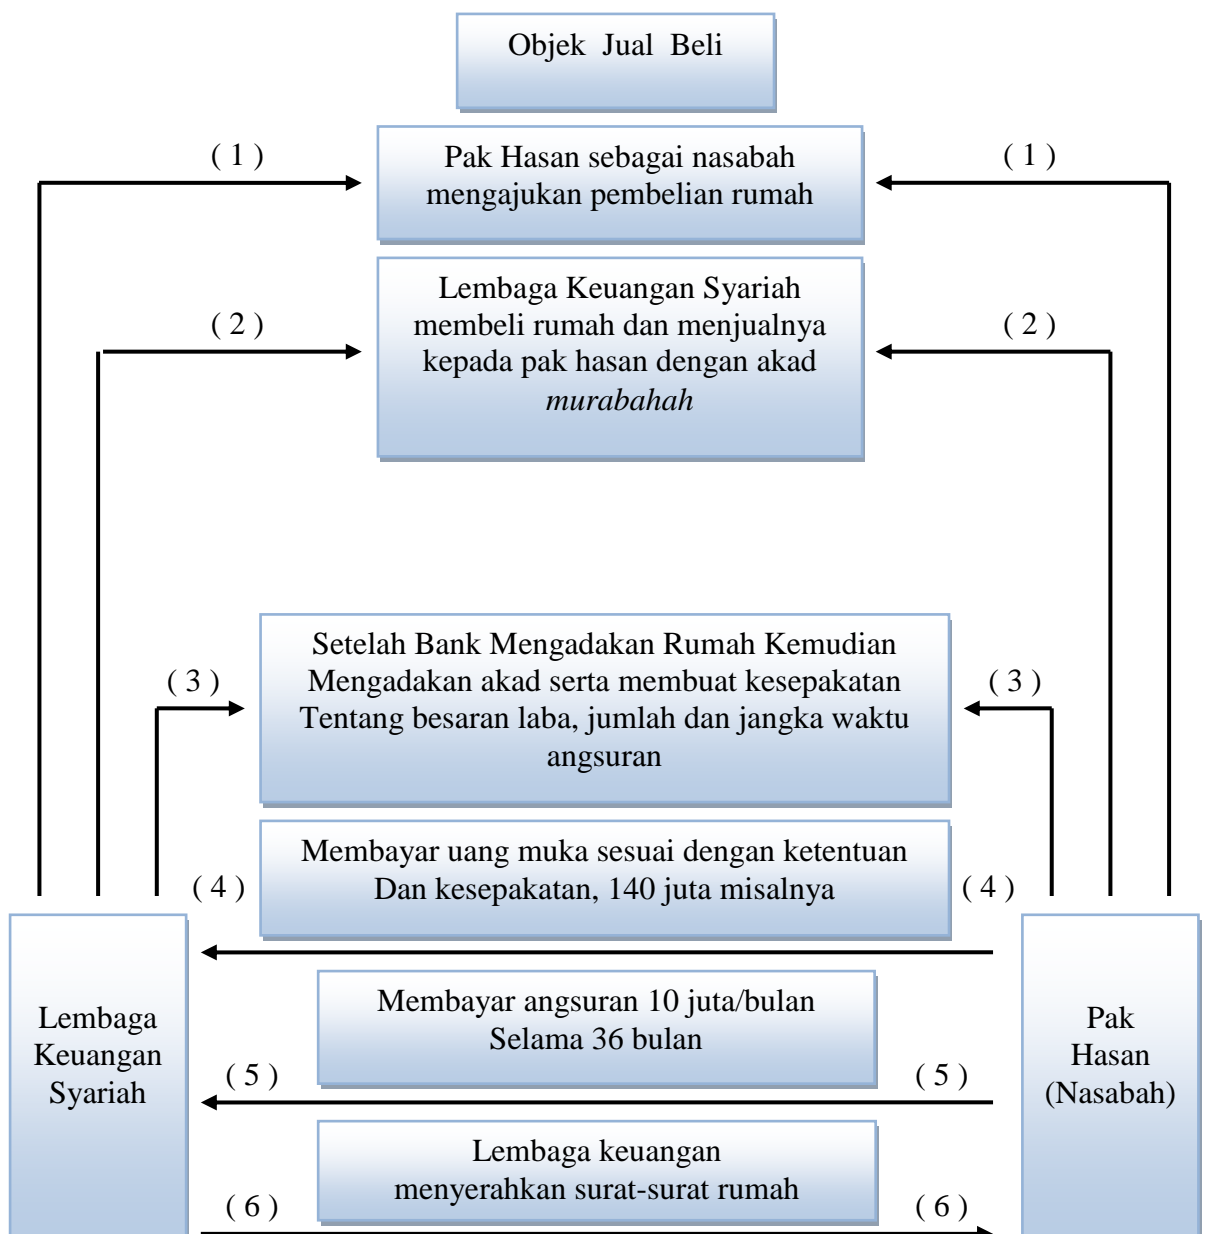 Objek Jual Beli
( 1 )
Pak Hasan sebagai nasabah
mengajukan pembelian rumah
( 1 )
( 2 )
Lembaga Keuangan Syariah
membeli rumah dan menjualnya
kepada pak hasan dengan akad
murabahah
( 2 )
( 3 )
Setelah Bank Mengadakan Rumah Kemudian
Mengadakan akad serta membuat kesepakatan
Tentang besaran laba, jumlah dan jangka waktu
angsuran
( 3 )
( 4 )
Membayar uang muka sesuai dengan ketentuan
Dan kesepakatan, 140 juta misalnya
( 4 )
Lembaga
Keuangan
Syariah
Membayar angsuran 10 juta/bulan
Selama 36 bulan
( 5 )
( 5 )
Pak
Hasan
(Nasabah)
Lembaga keuangan
menyerahkan surat-surat rumah
( 6 )
( 6 )